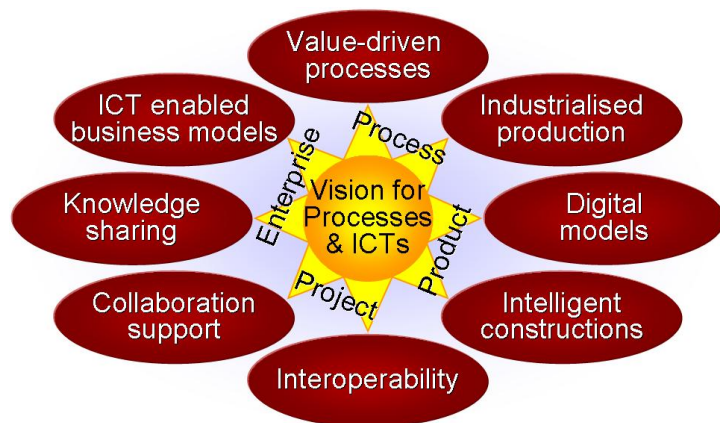 Value-driven
processes
ICT enabled
business models
Industrialised
production
Process
Enterprise
Knowledge
sharing
Vision for
Processes
& ICTs
Product
Digital
models
Project
Collaboration
support
Intelligent
constructions
Interoperability